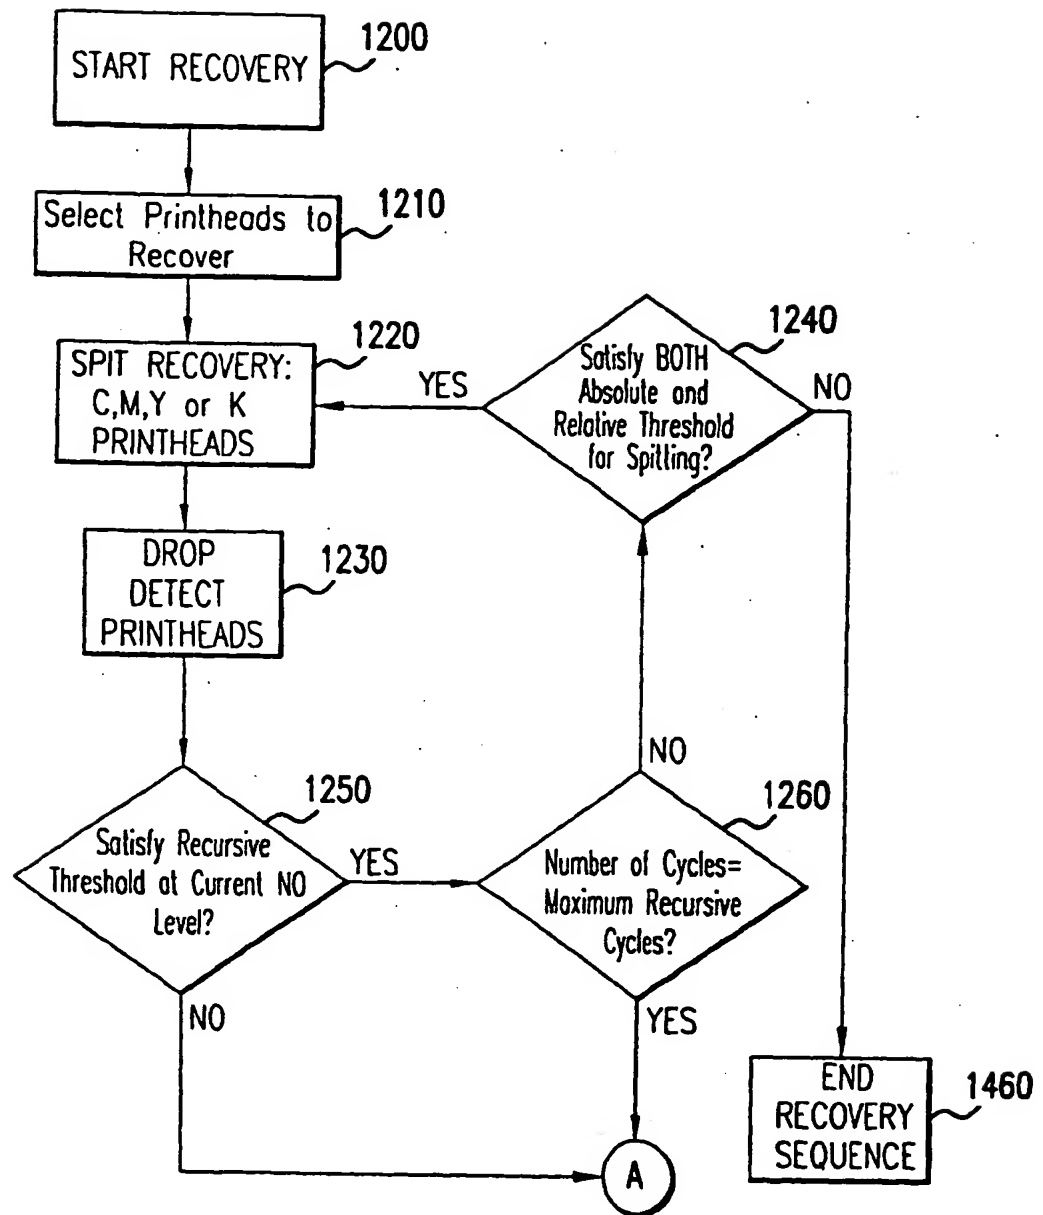 START RECOVERY
1200
Select Printheads to
Recover
1210
SPIT RECOVERY:
C,M,Y or K
PRINTHEADS
1220
YES
Satisfy BOTH
Absolute and
Relative Threshold
for Spitting?
1240
NO
DROP
DETECT
PRINTHEADS
1230
Satisfy Recursive
Threshold at Current NO
Level?
1250
YES
NO
Number of Cycles=
Maximum Recursive
Cycles?
1260
NO
YES
END
RECOVERY
SEQUENCE
1460
A